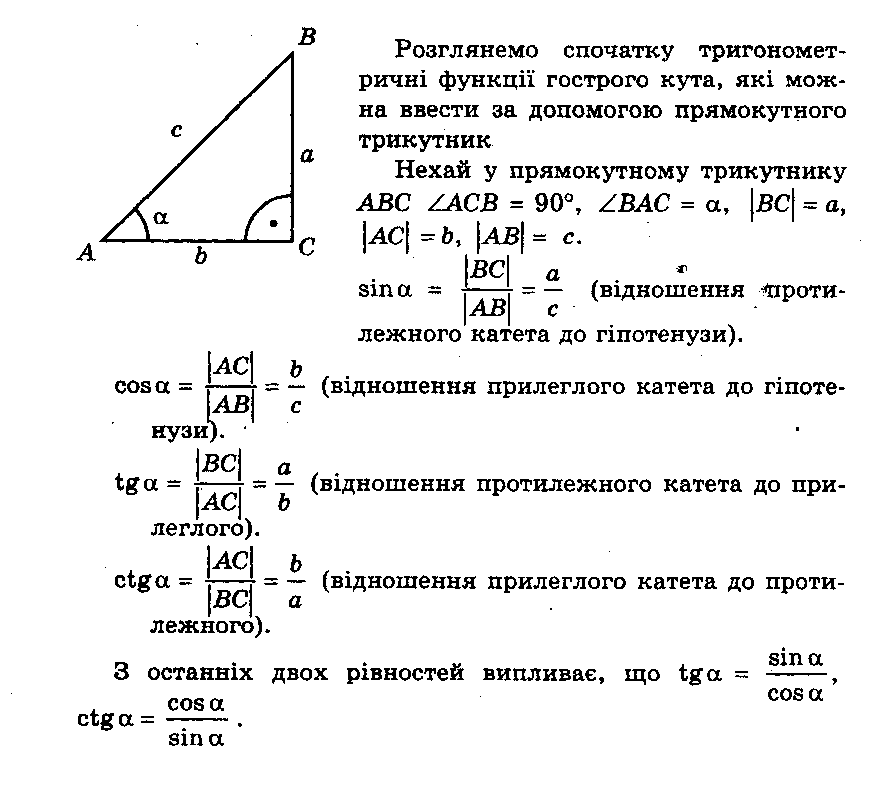 B
c
a
α
A
b
C
Розглянемо спочатку тригономет-
ричні функції гострого кута, які мож-
на ввести за допомогою прямокутного
трикутник
Нехай у прямокутному трикутнику
ABC ∠ACB = 90°, ∠BAC = α, |BC| = a,
|AC| = b, |AB| = c.
sin α = |BC|/|AB| = a/c (відношення проти-
лежного катета до гіпотенузи).
cos α = |AC|/|AB| = b/c (відношення прилеглого катета до гіпоте-
нузи).
tg α = |BC|/|AC| = a/b (відношення протилежного катета до при-
леглого).
ctg α = |AC|/|BC| = b/a (відношення прилеглого катета до проти-
лежного).
З останніх двох рівностей випливає, що tg α = sin α/cos α,
ctg α = cos α/sin α.